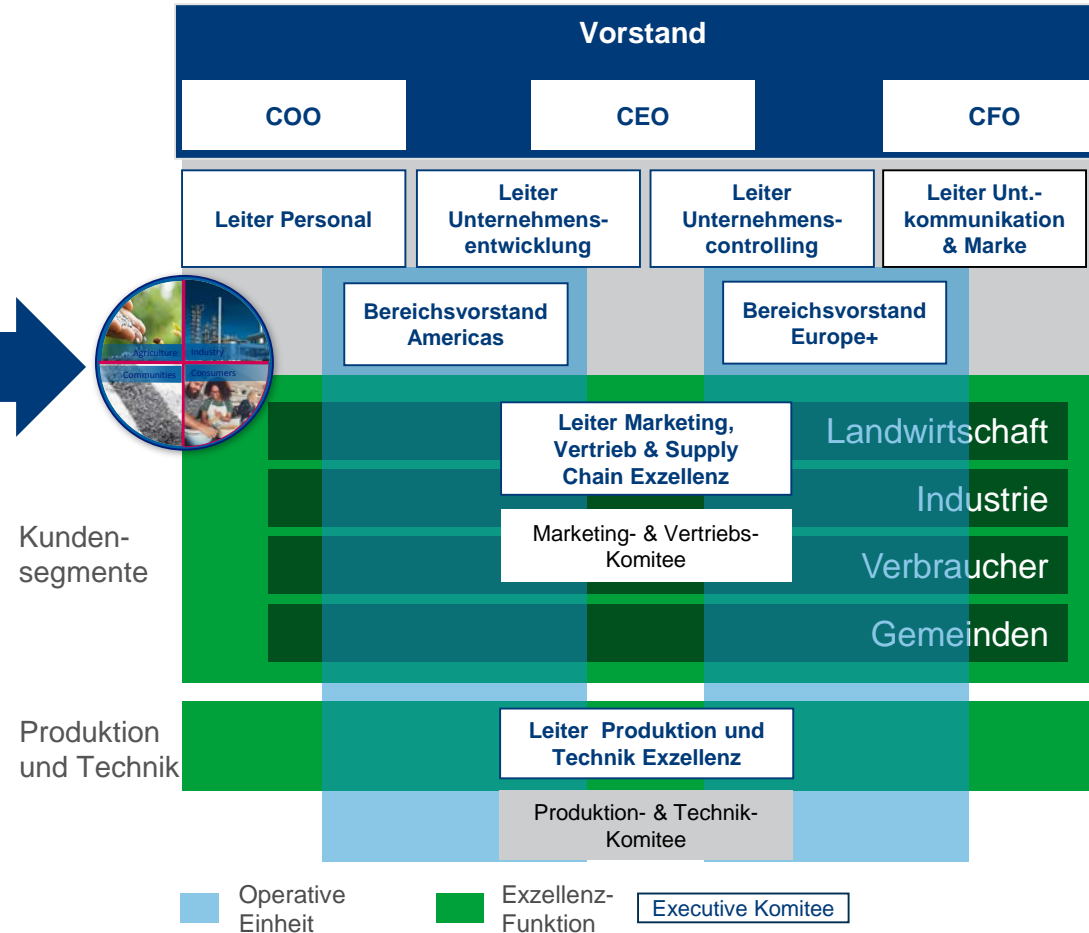 Vorstand
COO
CEO
CFO
Leiter Personal
Leiter
Unternehmens-
entwicklung
Leiter
Unternehmens-
controlling
Leiter Unt.-
kommunikation
& Marke
Bereichsvorstand
Americas
Bereichsvorstand
Europe+
Agriculture
Industry
Communities
Consumers
Kunden-
segmente
Leiter Marketing,
Vertrieb & Supply
Chain Exzellenz
Marketing- & Vertriebs-
Komitee
Landwirtschaft
Industrie
Verbraucher
Gemeinden
Produktion
und Technik
Leiter Produktion und
Technik Exzellenz
Produktion- & Technik-
Komitee
Operative
Einheit
Exzellenz-
Funktion
Executive Komitee